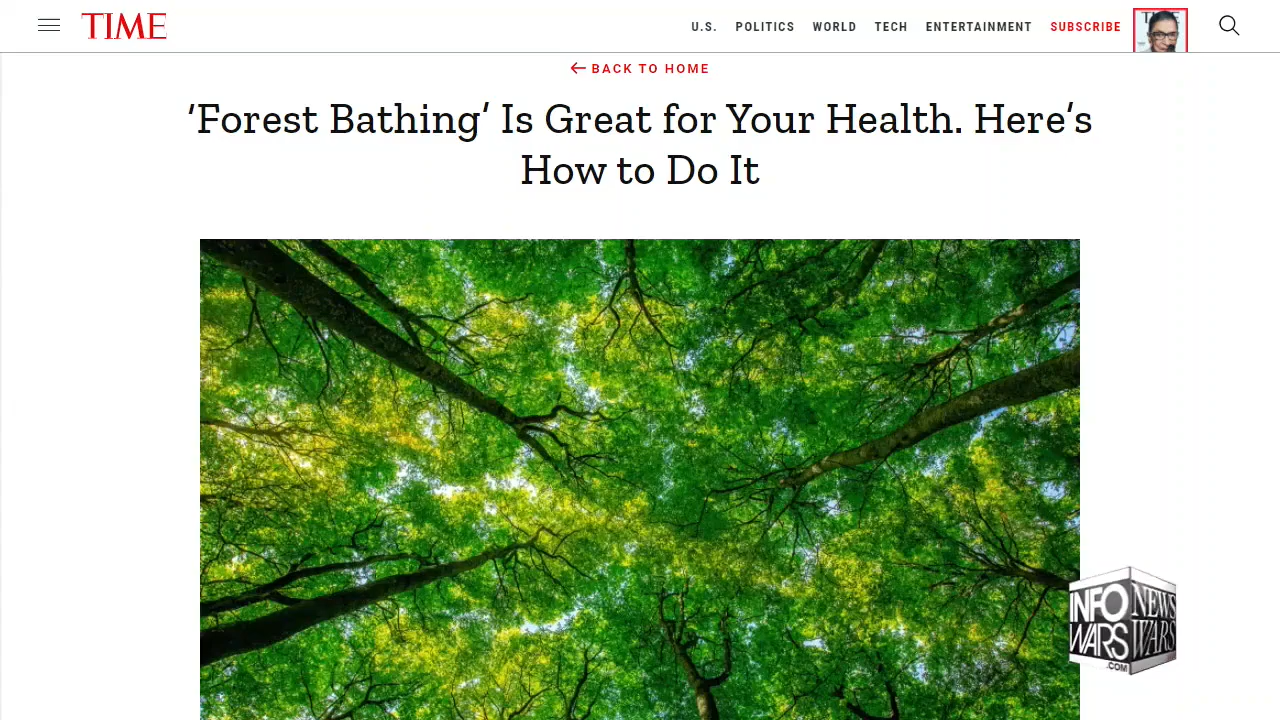 TIME
U.S. POLITICS WORLD TECH ENTERTAINMENT SUBSCRIBE
BACK TO HOME
‘Forest Bathing’ Is Great for Your Health. Here’s
How to Do It
INFO
WARS
.COM
NEWS
WARS